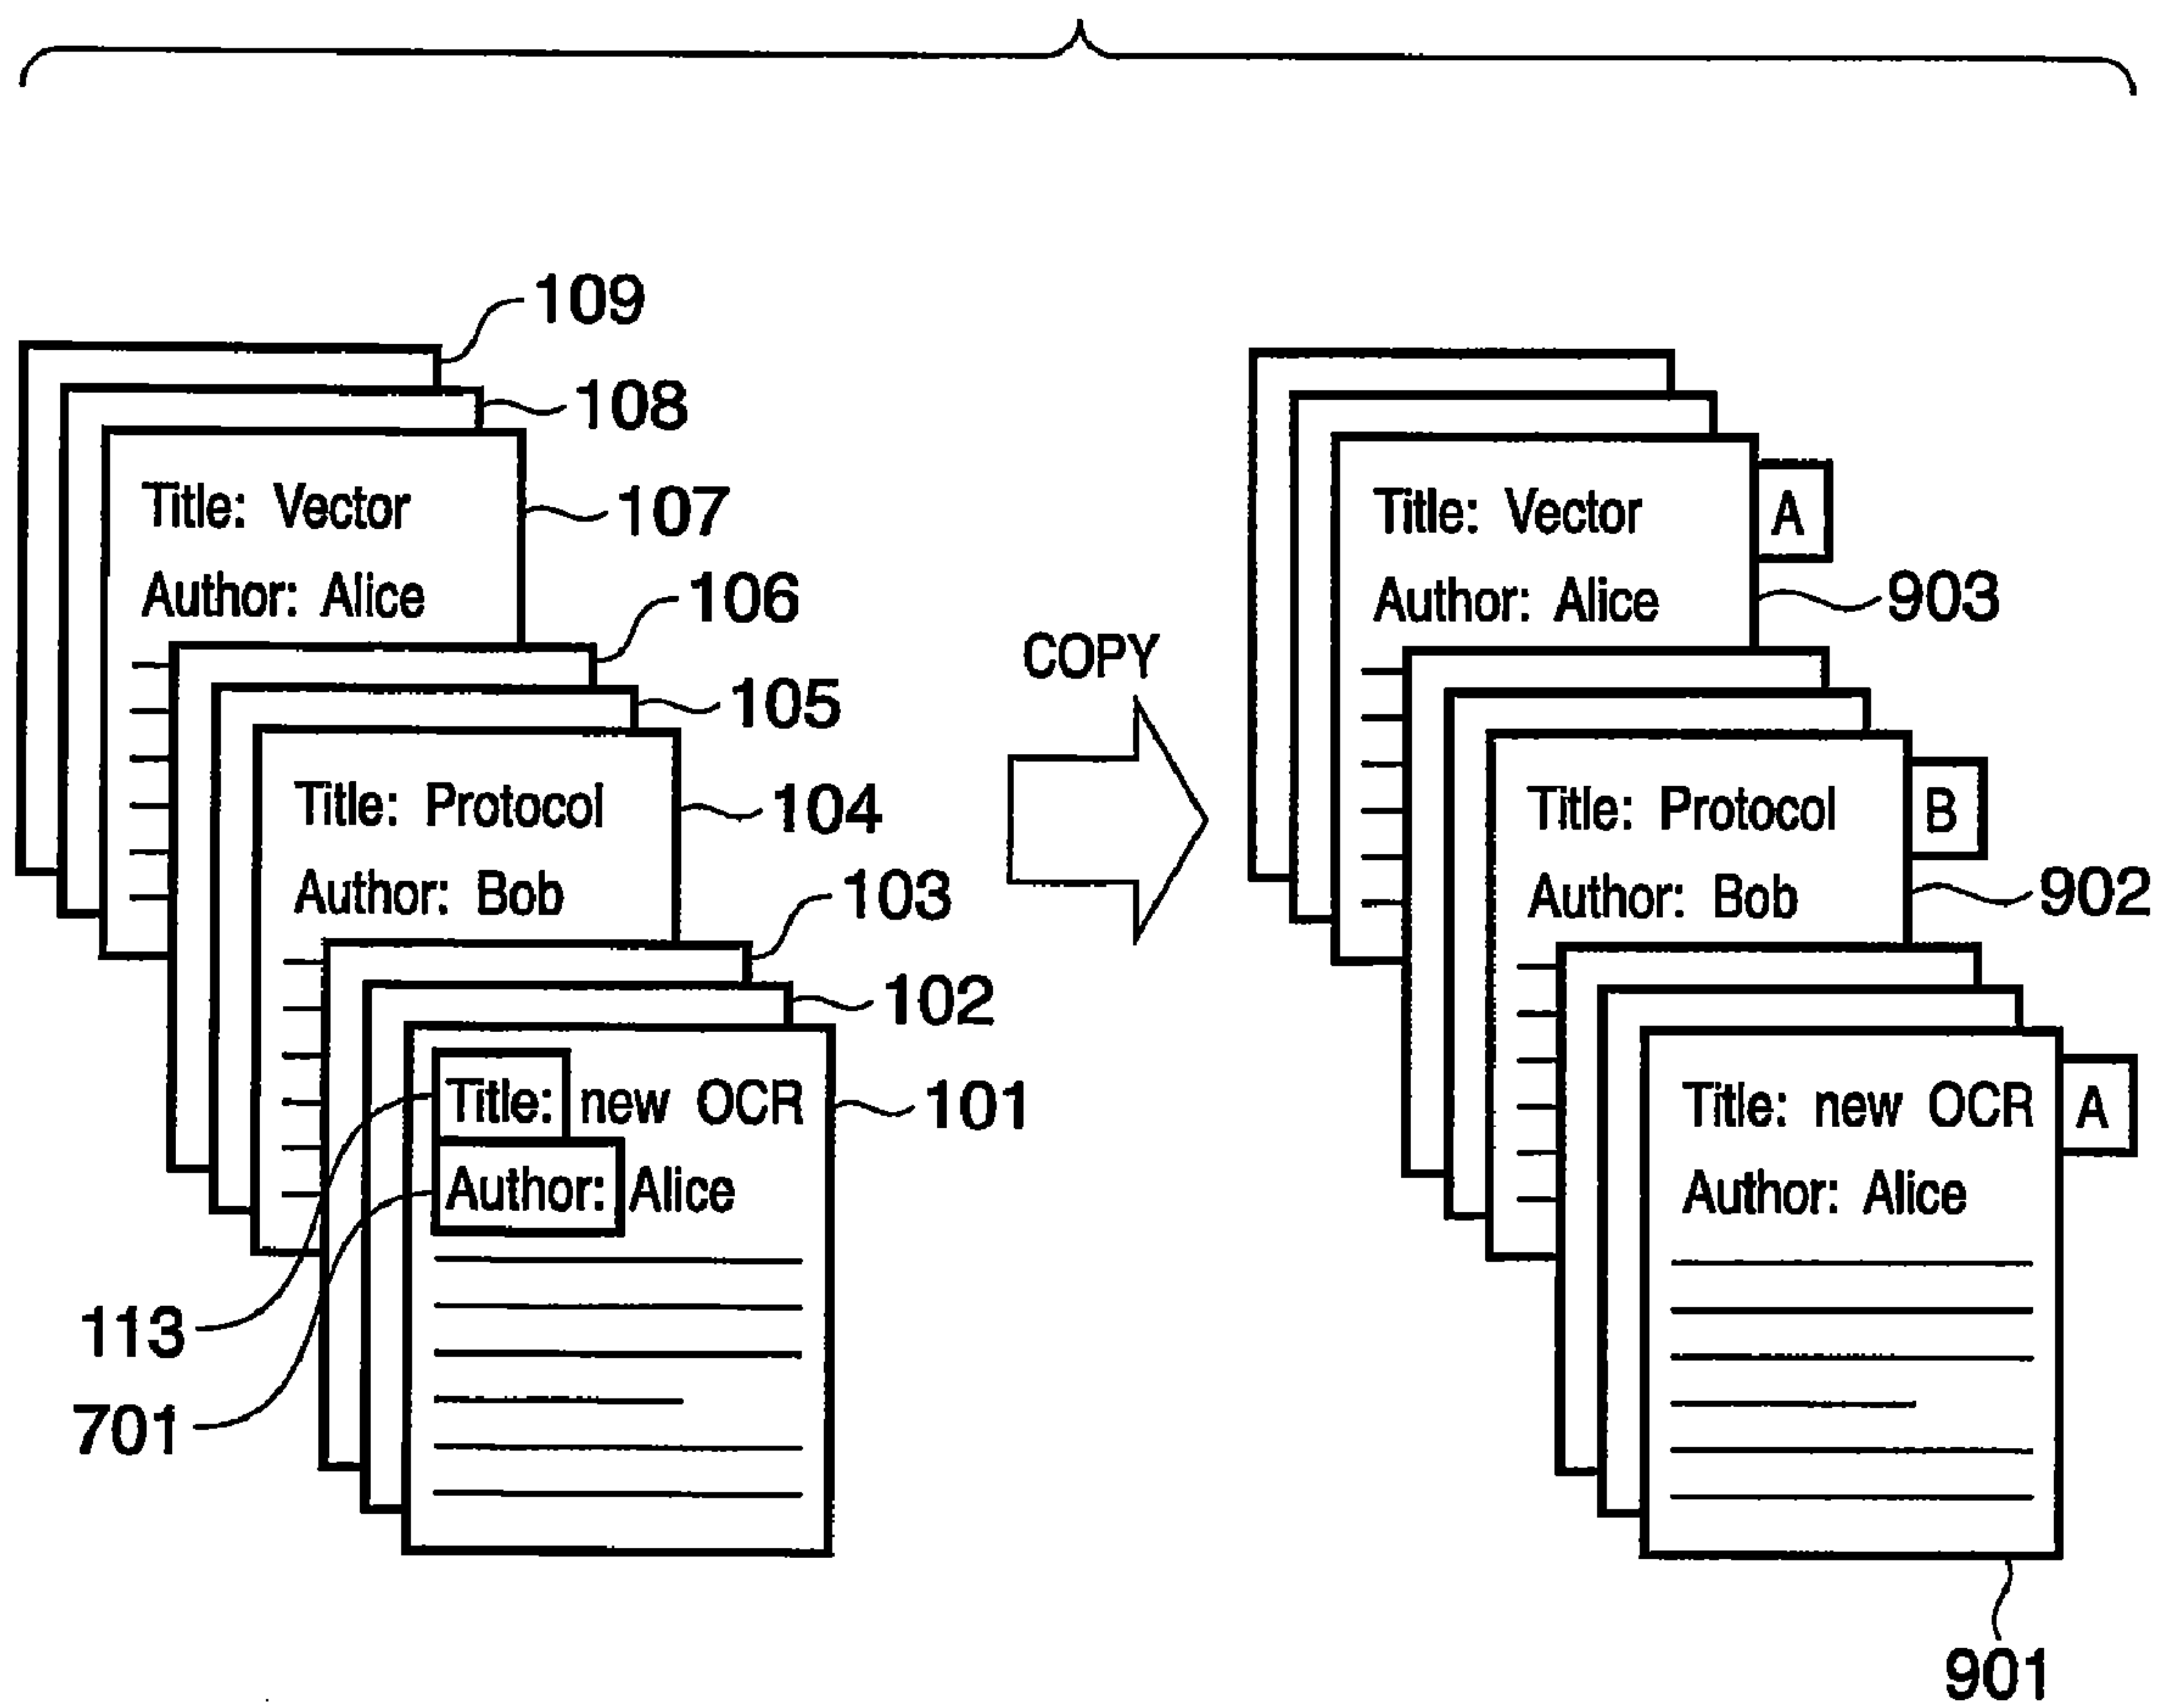 109
108
Title: Vector
107
Author: Alice
106
105
Title: Protocol
104
Author: Bob
103
102
Title: new OCR
101
Author: Alice
113
701
COPY
Title: Vector
A
Author: Alice
903
Title: Protocol
B
Author: Bob
902
Title: new OCR
A
Author: Alice
901